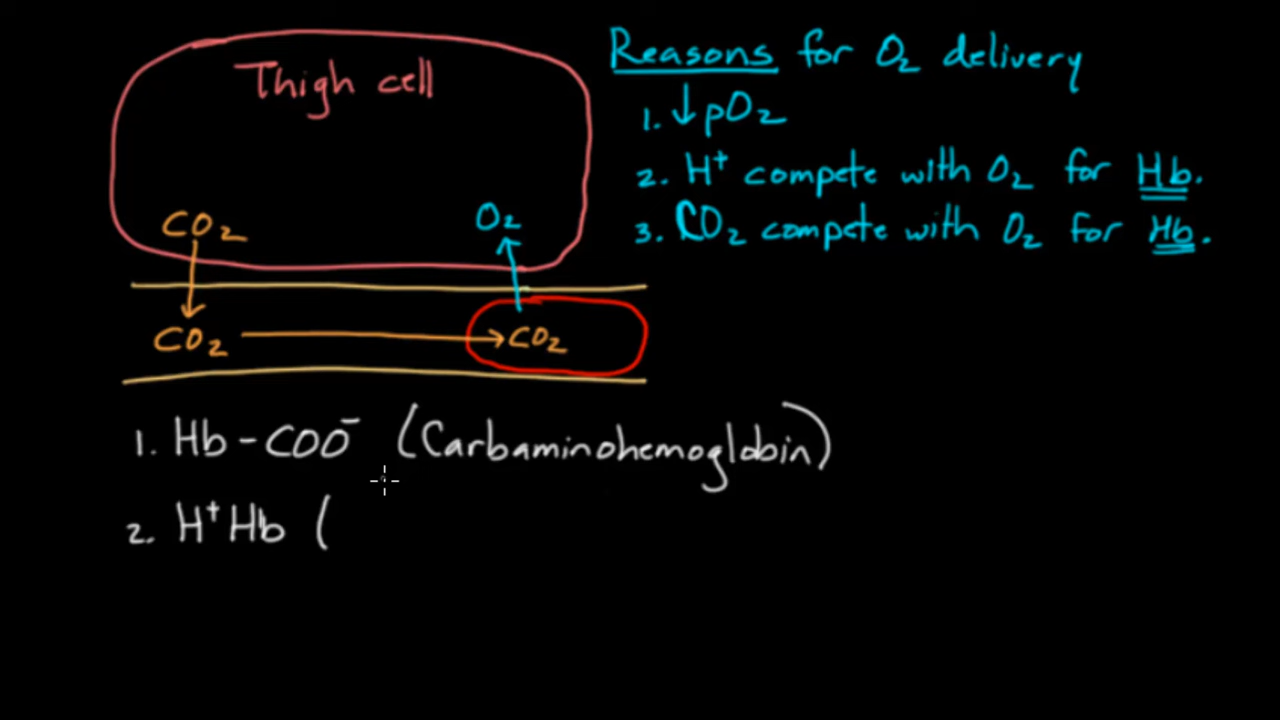 Thigh cell
CO₂
O₂
CO₂
CO₂
Reasons for O₂ delivery
1. ↓pO₂
2. H⁺ compete with O₂ for Hb.
3. CO₂ compete with O₂ for Hb.
1. Hb-COO⁻ (Carbaminohemoglobin)
2. H⁺Hb (